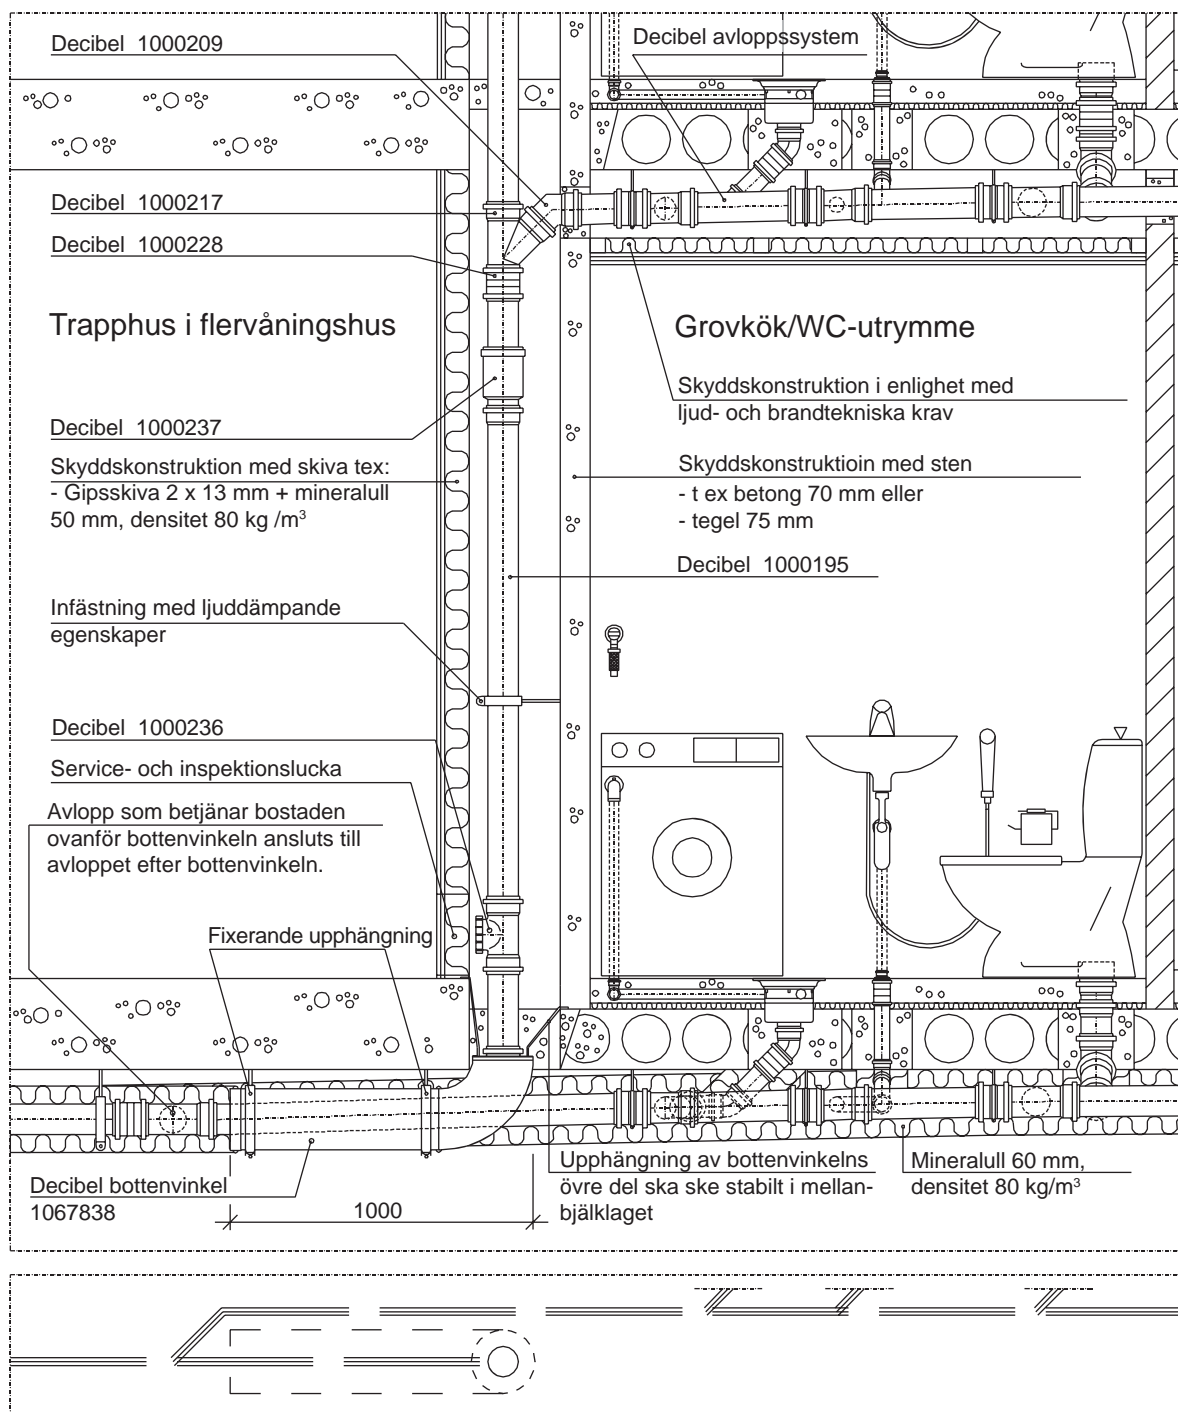 Decibel 1000209
Decibel avloppssystem
Decibel 1000217
Decibel 1000228
Trapphus i flervåningshus
Grovkök/WC-utrymme
Skyddskonstruktion i enlighet med
ljud- och brandtekniska krav
Decibel 1000237
Skyddskonstruktion med skiva tex:
- Gipsskiva 2 x 13 mm + mineralull
50 mm, densitet 80 kg /m³
Skyddskonstruktioin med sten
- t ex betong 70 mm eller
- tegel 75 mm
Decibel 1000195
Infästning med ljuddämpande
egenskaper
Decibel 1000236
Service- och inspektionslucka
Avlopp som betjänar bostaden
ovanför bottenvinkeln ansluts till
avloppet efter bottenvinkeln.
Fixerande upphängning
Decibel bottenvinkel
1067838
1000
Upphängning av bottenvinkelns
övre del ska ske stabilt i mellan-
bjälklaget
Mineralull 60 mm,
densitet 80 kg/m³